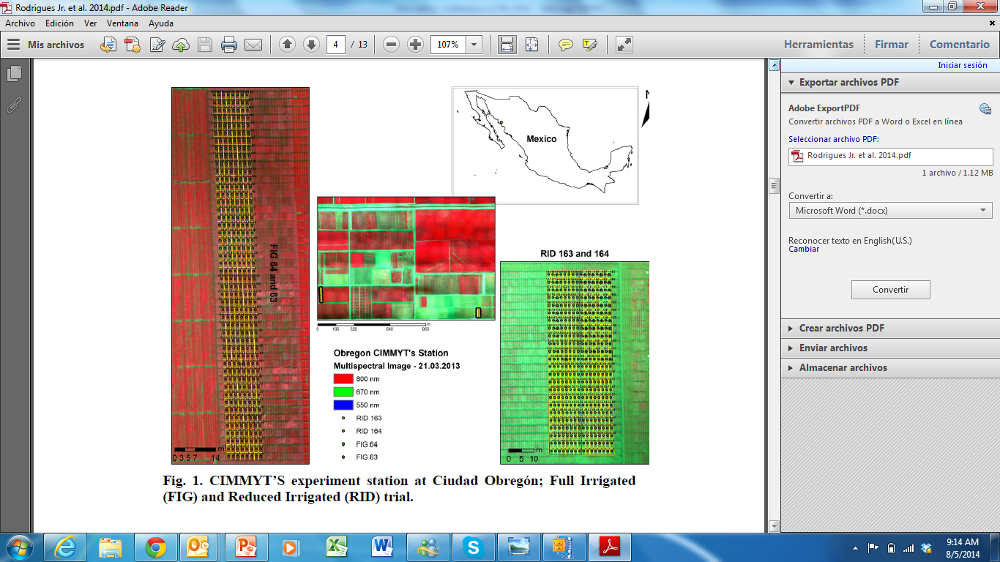 Rodrigues Jr. et al. 2014.pdf - Adobe Reader
Archivo Edición Ver Ventana Ayuda
Mis archivos
4 / 13
107%
Herramientas Firmar Comentario
Iniciar sesión
Exportar archivos PDF
Adobe ExportPDF
Convertir archivos PDF a Word o Excel en línea
Seleccionar archivo PDF:
Rodrigues Jr. et al. 2014.pdf
1 archivo / 1.12 MB
Convertir a:
Microsoft Word (*.docx)
Reconocer texto en English(U.S.)
Cambiar
Convertir
Crear archivos PDF
Enviar archivos
Almacenar archivos
Mexico
FIG 64 and 63
0 3.5 7 14 m
0 160 320 640 960 m
RID 163 and 164
0 5 10 m
Obregon CIMMYT's Station
Multispectral Image - 21.03.2013
800 nm
670 nm
550 nm
RID 163
RID 164
FIG 64
FIG 63
Fig. 1. CIMMYT'S experiment station at Ciudad Obregón; Full Irrigated
(FIG) and Reduced Irrigated (RID) trial.
9:14 AM
8/5/2014